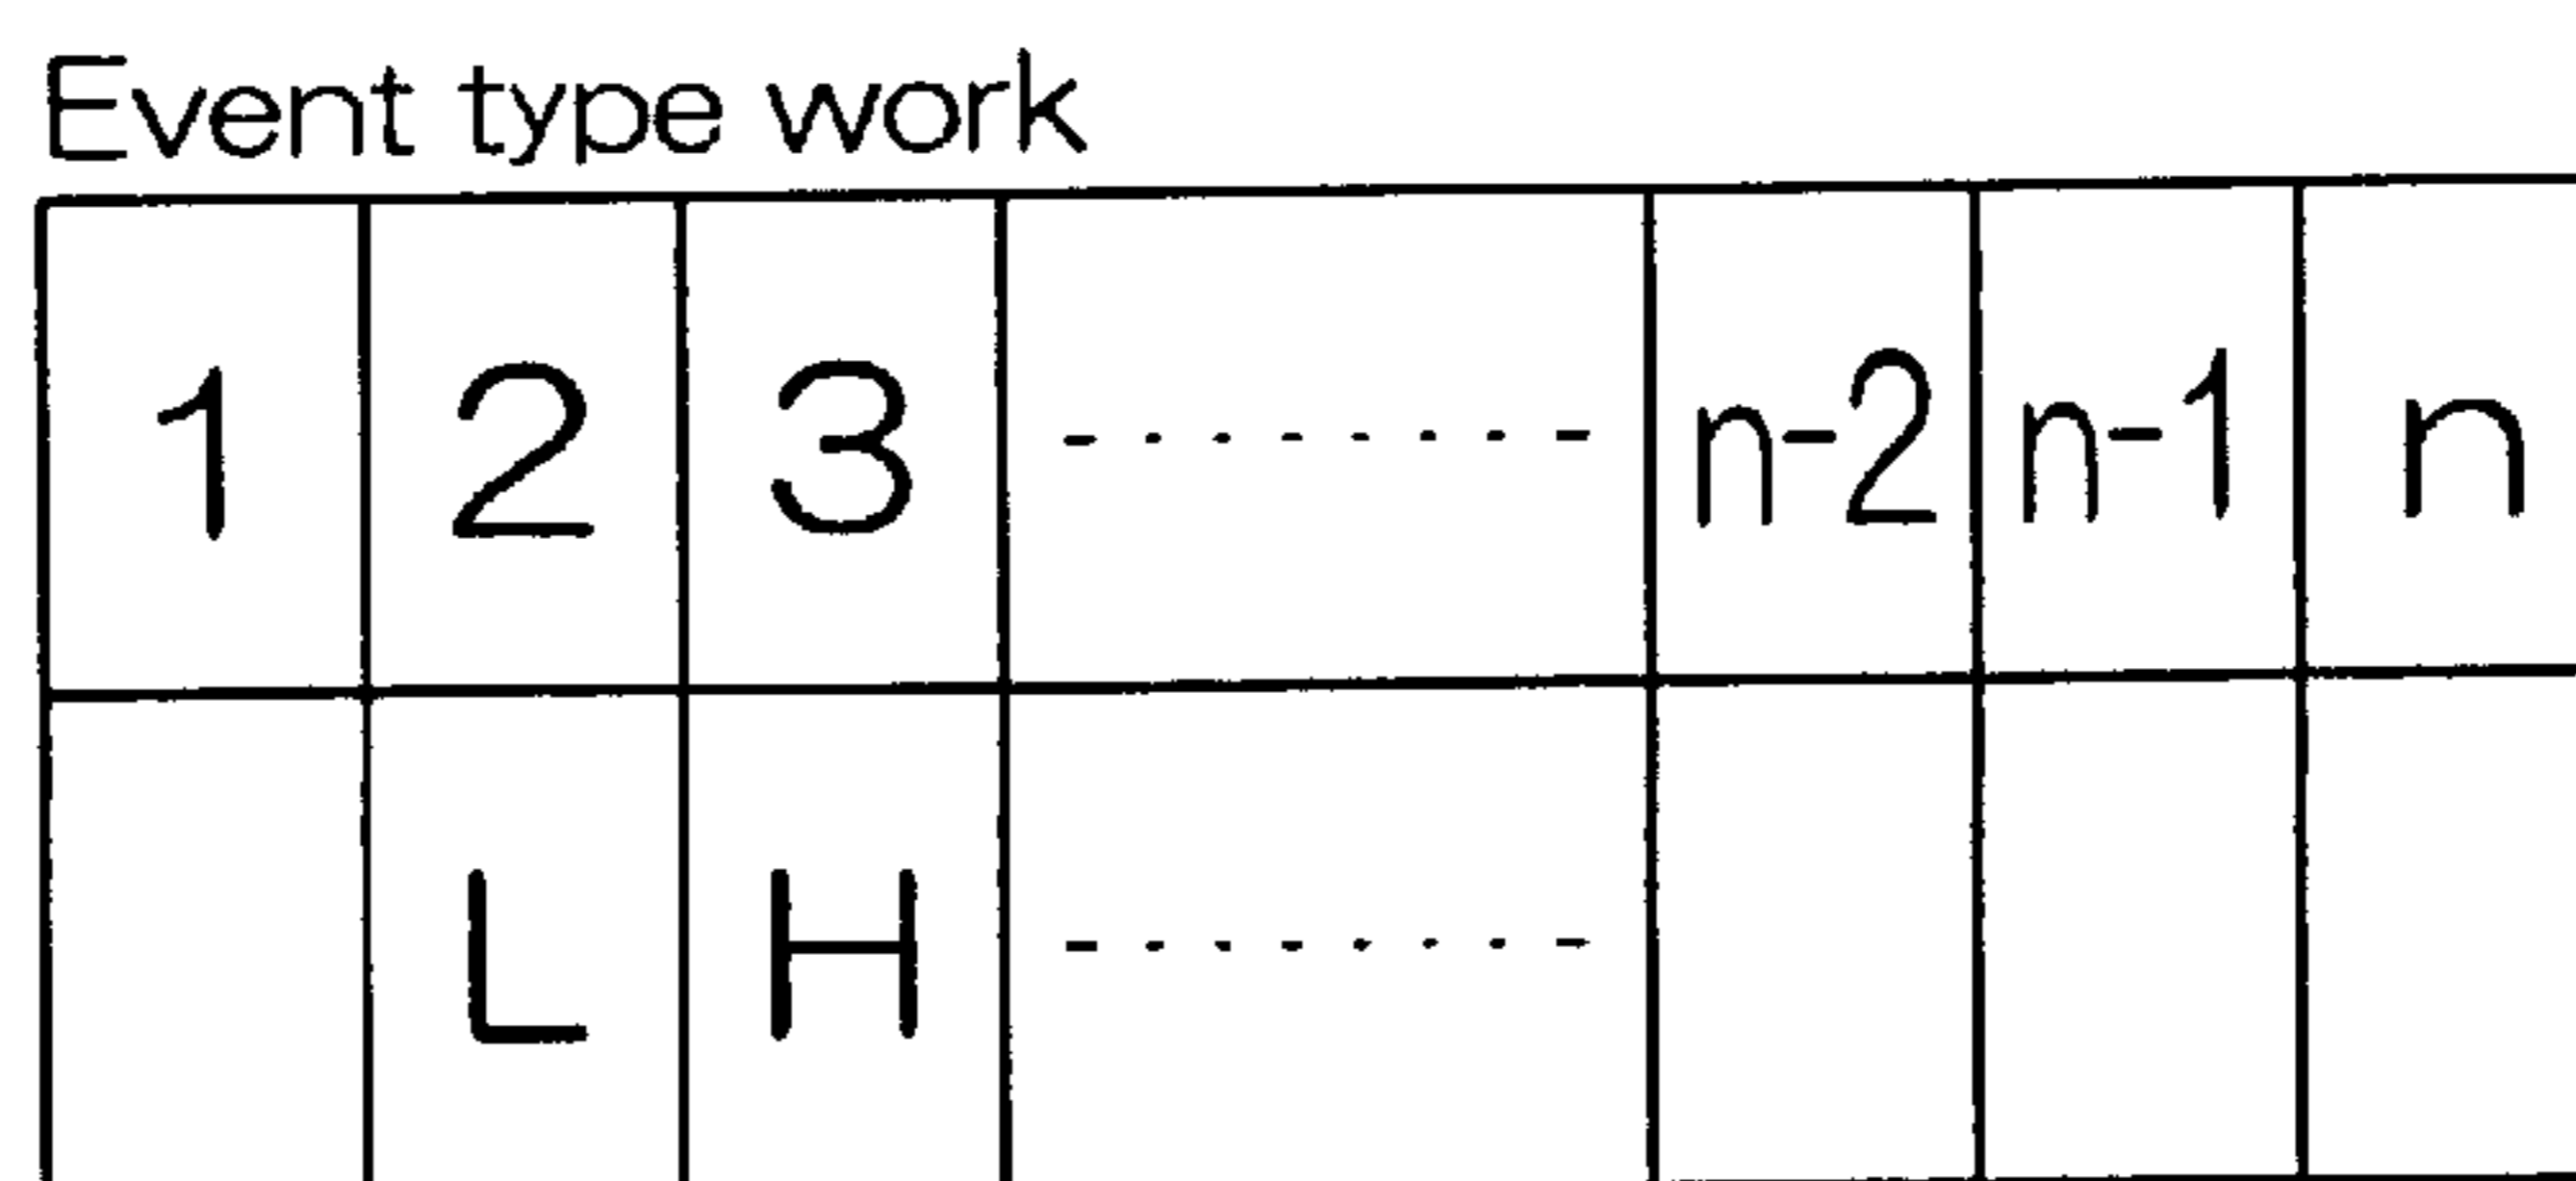 Event type work
1 2 3 - - - - - - - - n-2 n-1 n
L H - - - - - - - -